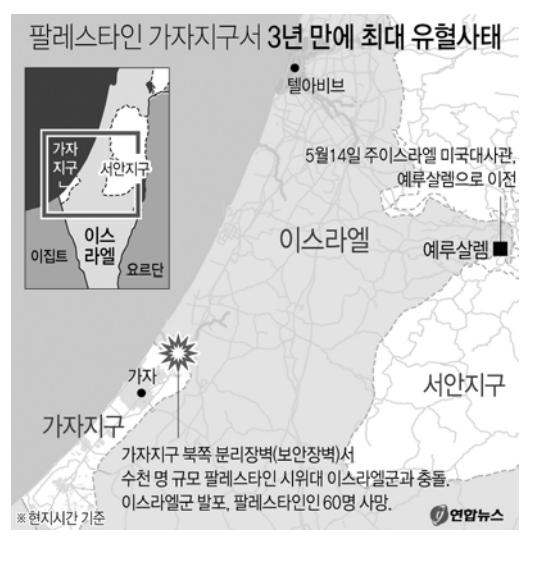 팔레스타인 가자지구서 3년 만에 최대 유혈사태
텔아비브
가자
지구
서안지구
이스
라엘
이집트
요르단
5월14일 주이스라엘 미국대사관,
예루살렘으로 이전
이스라엘
예루살렘
서안지구
가자
가자지구
가자지구 북쪽 분리장벽(보안장벽)서
수천 명 규모 팔레스타인 시위대 이스라엘군과 충돌.
이스라엘군 발포, 팔레스타인인 60명 사망.
※현지시간 기준
연합뉴스